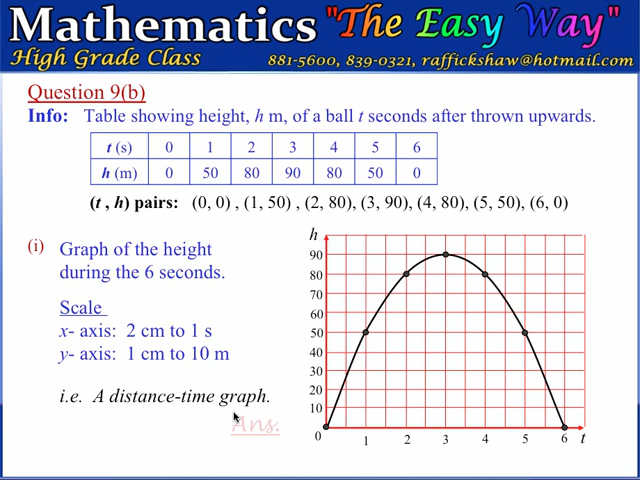 Mathematics "The Easy Way"
High Grade Class 881-5600, 839-0321, raffickshaw@hotmail.com
Question 9(b)
Info: Table showing height, h m, of a ball t seconds after thrown upwards.
t (s) 0 1 2 3 4 5 6
h (m) 0 50 80 90 80 50 0
(t , h) pairs: (0, 0) , (1, 50) , (2, 80), (3, 90), (4, 80), (5, 50), (6, 0)
(i) Graph of the height
during the 6 seconds.
Scale
x- axis: 2 cm to 1 s
y- axis: 1 cm to 10 m
i.e. A distance-time graph.
Ans.
h
90
80
70
60
50
40
30
20
10
0 1 2 3 4 5 6 t